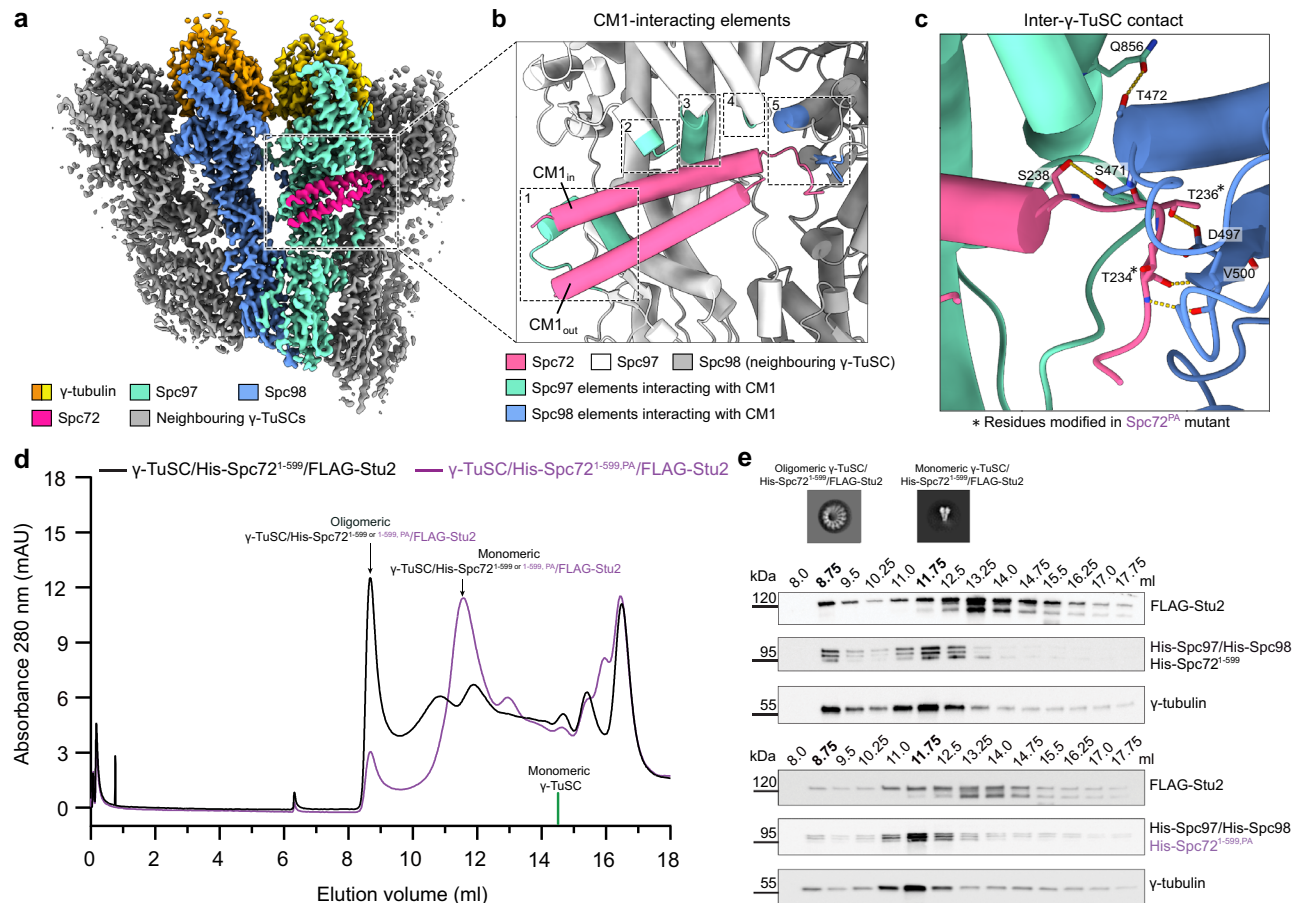 a
γ-tubulin
Spc97
Spc98
Spc72
Neighbouring γ-TuSCs
b
CM1-interacting elements
1
2
3
4
5
CM1in
CM1out
Spc72
Spc97
Spc98 (neighbouring γ-TuSC)
Spc97 elements interacting with CM1
Spc98 elements interacting with CM1
c
Inter-γ-TuSC contact
Q856
T472
S238
S471
T236*
D497
T234*
V500
* Residues modified in Spc72PA mutant
d
γ-TuSC/His-Spc721-599/FLAG-Stu2
γ-TuSC/His-Spc721-599,PA/FLAG-Stu2
Absorbance 280 nm (mAU)
18
15
12
9
6
3
0
Oligomeric
γ-TuSC/His-Spc721-599 or 1-599, PA/FLAG-Stu2
Monomeric
γ-TuSC/His-Spc721-599 or 1-599, PA/FLAG-Stu2
Monomeric
γ-TuSC
0 2 4 6 8 10 12 14 16 18
Elution volume (ml)
e
Oligomeric γ-TuSC/
His-Spc721-599/FLAG-Stu2
Monomeric γ-TuSC/
His-Spc721-599/FLAG-Stu2
kDa 8.0 8.75 9.5 10.25 11.0 11.75 12.5 13.25 14.0 14.75 15.5 16.25 17.0 17.75 ml
120 FLAG-Stu2
95 His-Spc97/His-Spc98
His-Spc721-599
55 γ-tubulin
kDa 8.0 8.75 9.5 10.25 11.0 11.75 12.5 13.25 14.0 14.75 15.5 16.25 17.0 17.75 ml
120 FLAG-Stu2
95 His-Spc97/His-Spc98
His-Spc721-599,PA
55 γ-tubulin